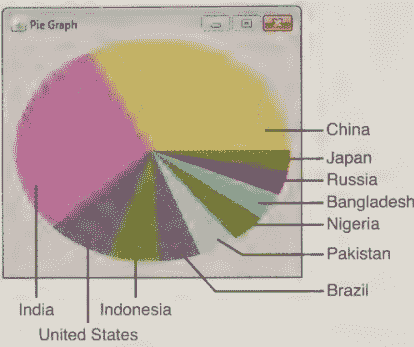 Pie Graph
China
Japan
Russia
Bangladesh
Nigeria
Pakistan
Brazil
India
Indonesia
United States